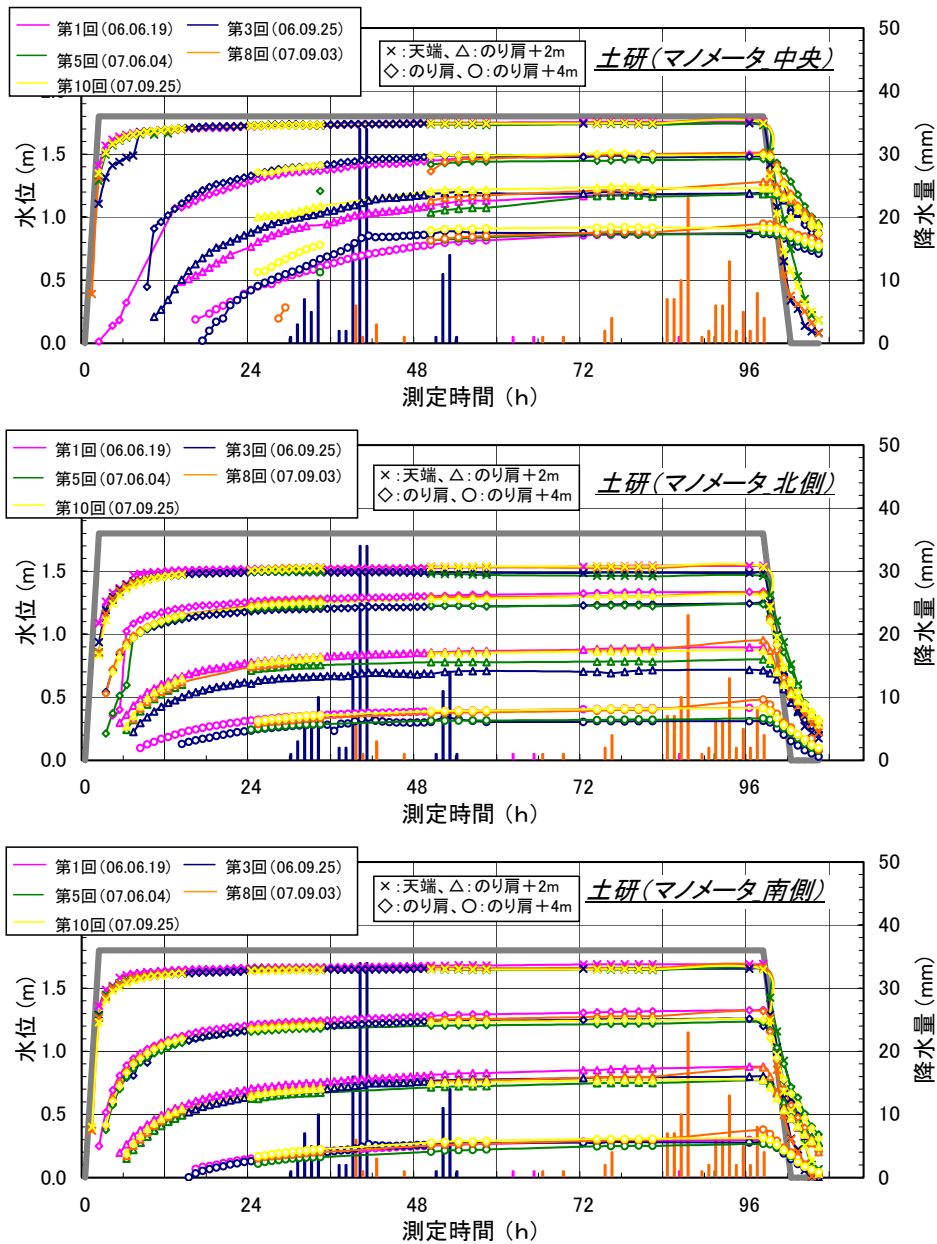 第1回(06.06.19) 第3回(06.09.25)
第5回(07.06.04) 第8回(07.09.03)
第10回(07.09.25)
×:天端、△:のり肩+2m
◇:のり肩、○:のり肩+4m
土研(マノメータ_中央)
水位(m)
2.0
1.5
1.0
0.5
0.0
降水量(mm)
50
40
30
20
10
0
0 24 48 72 96
測定時間(h)
第1回(06.06.19) 第3回(06.09.25)
第5回(07.06.04) 第8回(07.09.03)
第10回(07.09.25)
×:天端、△:のり肩+2m
◇:のり肩、○:のり肩+4m
土研(マノメータ_北側)
水位(m)
1.5
1.0
0.5
0.0
降水量(mm)
50
40
30
20
10
0
0 24 48 72 96
測定時間(h)
第1回(06.06.19) 第3回(06.09.25)
第5回(07.06.04) 第8回(07.09.03)
第10回(07.09.25)
×:天端、△:のり肩+2m
◇:のり肩、○:のり肩+4m
土研(マノメータ_南側)
水位(m)
1.5
1.0
0.5
0.0
降水量(mm)
50
40
30
20
10
0
0 24 48 72 96
測定時間(h)